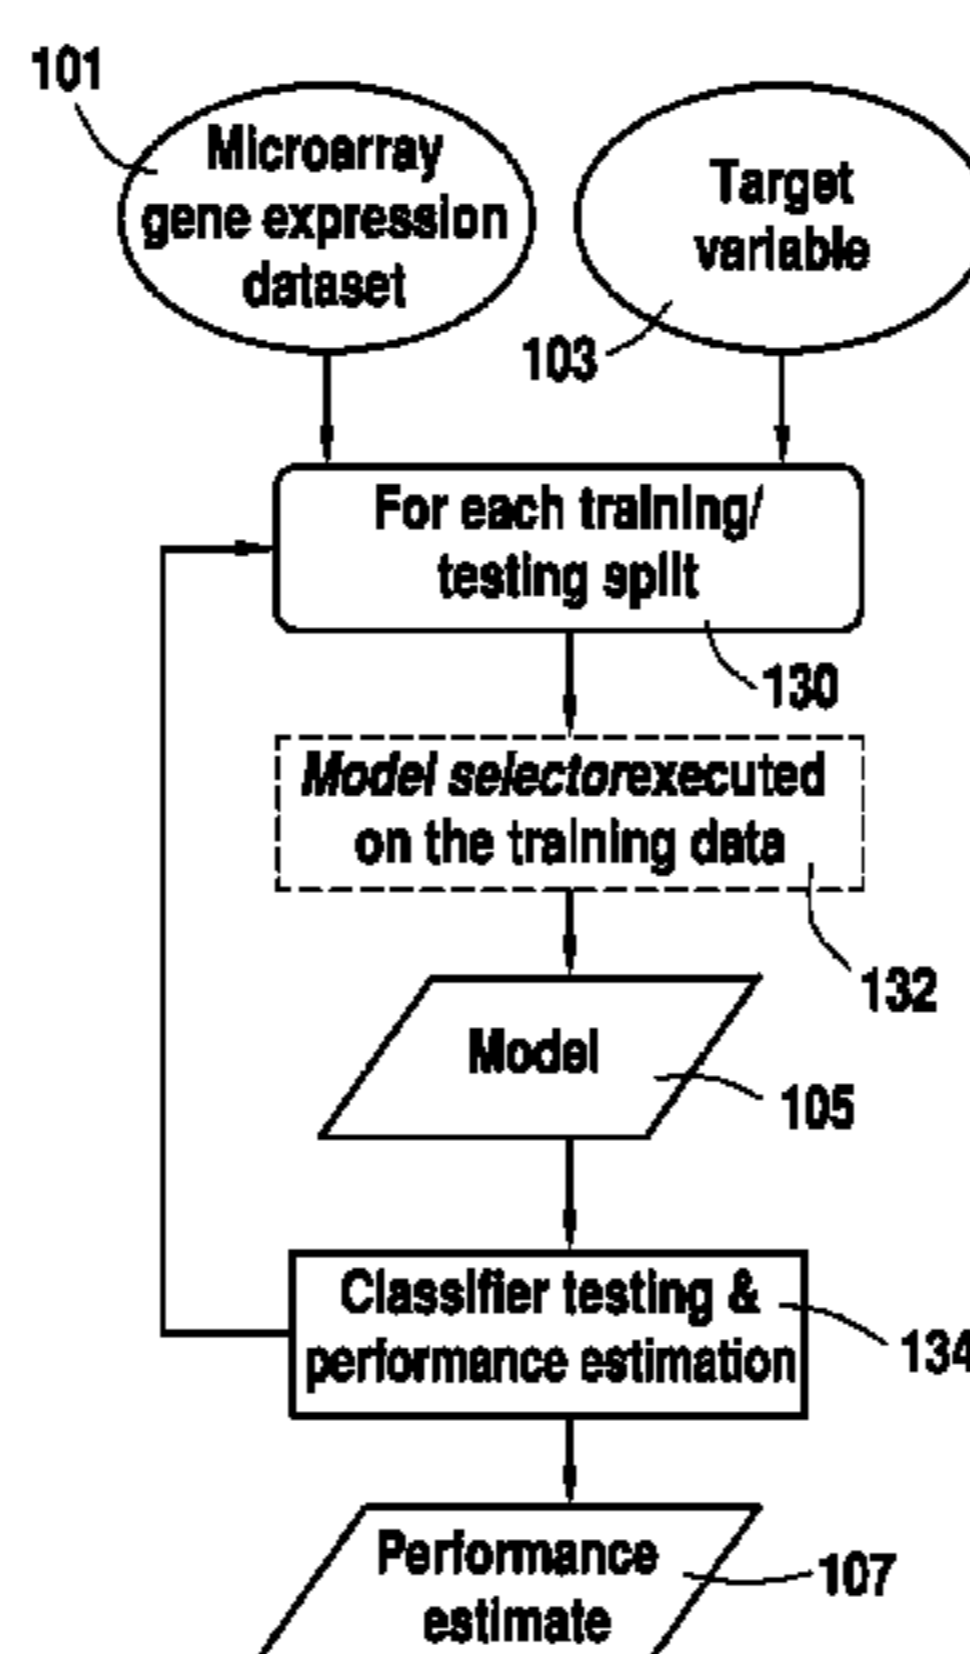 101
Microarray
gene expression
dataset
Target
variable
103
For each training/
testing split
130
Model selectorexecuted
on the training data
132
Model
105
Classifier testing &
performance estimation
134
Performance
estimate
107